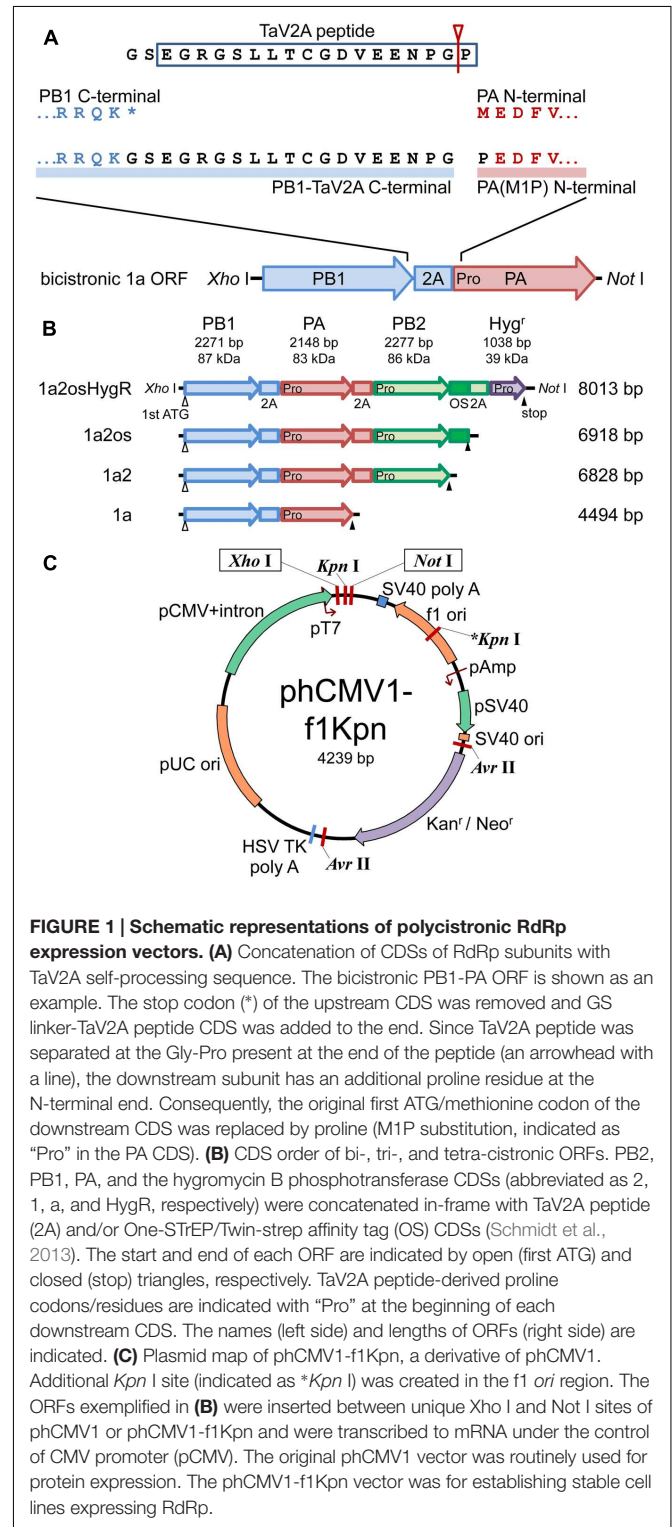 A
TaV2A peptide
G S E G R G S L L T C G D V E E N P G P
PB1 C-terminal
...R R Q K *
PA N-terminal
M E D F V...
...R R Q K G S E G R G S L L T C G D V E E N P G
P E D F V...
PB1-TaV2A C-terminal
PA(M1P) N-terminal
bicistronic 1a ORF Xho I PB1 2A Pro PA Not I
B
PB1 PA PB2 Hygʳ
2271 bp 2148 bp 2277 bp 1038 bp
87 kDa 83 kDa 86 kDa 39 kDa
1a2osHygR Xho I Pro Pro Pro Not I 8013 bp
1st ATG 2A 2A OS 2A stop
1a2os Pro Pro 6918 bp
1a2 Pro Pro 6828 bp
1a Pro 4494 bp
C
Xho I Kpn I Not I
SV40 poly A
pCMV+intron
f1 ori
pT7
*Kpn I
pAmp
phCMV1-
f1Kpn
4239 bp
pSV40
SV40 ori
Avr II
pUC ori
Kanʳ / Neoʳ
HSV TK
poly A
Avr II
FIGURE 1 | Schematic representations of polycistronic RdRp
expression vectors. (A) Concatenation of CDSs of RdRp subunits with
TaV2A self-processing sequence. The bicistronic PB1-PA ORF is shown as an
example. The stop codon (*) of the upstream CDS was removed and GS
linker-TaV2A peptide CDS was added to the end. Since TaV2A peptide was
separated at the Gly-Pro present at the end of the peptide (an arrowhead with
a line), the downstream subunit has an additional proline residue at the
N-terminal end. Consequently, the original first ATG/methionine codon of the
downstream CDS was replaced by proline (M1P substitution, indicated as
“Pro” in the PA CDS). (B) CDS order of bi-, tri-, and tetra-cistronic ORFs. PB2,
PB1, PA, and the hygromycin B phosphotransferase CDSs (abbreviated as 2,
1, a, and HygR, respectively) were concatenated in-frame with TaV2A peptide
(2A) and/or One-STrEP/Twin-strep affinity tag (OS) CDSs (Schmidt et al.,
2013). The start and end of each ORF are indicated by open (first ATG) and
closed (stop) triangles, respectively. TaV2A peptide-derived proline
codons/residues are indicated with “Pro” at the beginning of each
downstream CDS. The names (left side) and lengths of ORFs (right side) are
indicated. (C) Plasmid map of phCMV1-f1Kpn, a derivative of phCMV1.
Additional Kpn I site (indicated as *Kpn I) was created in the f1 ori region. The
ORFs exemplified in (B) were inserted between unique Xho I and Not I sites of
phCMV1 or phCMV1-f1Kpn and were transcribed to mRNA under the control
of CMV promoter (pCMV). The original phCMV1 vector was routinely used for
protein expression. The phCMV1-f1Kpn vector was for establishing stable cell
lines expressing RdRp.